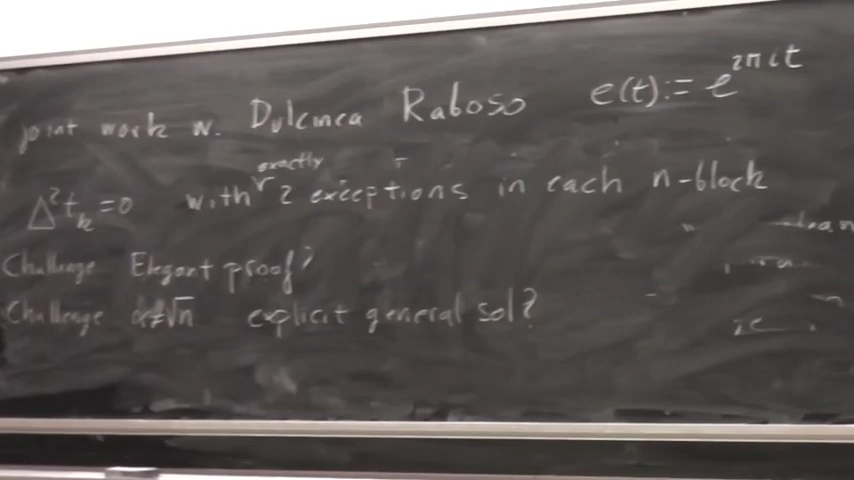 joint work w. Dulcinea Raboso e(t):= e^{2πit}
Δ²t_k=0 with exactly 2 exceptions in each n-block
Challenge Elegant proof?
Challenge α≠√n explicit general sol?